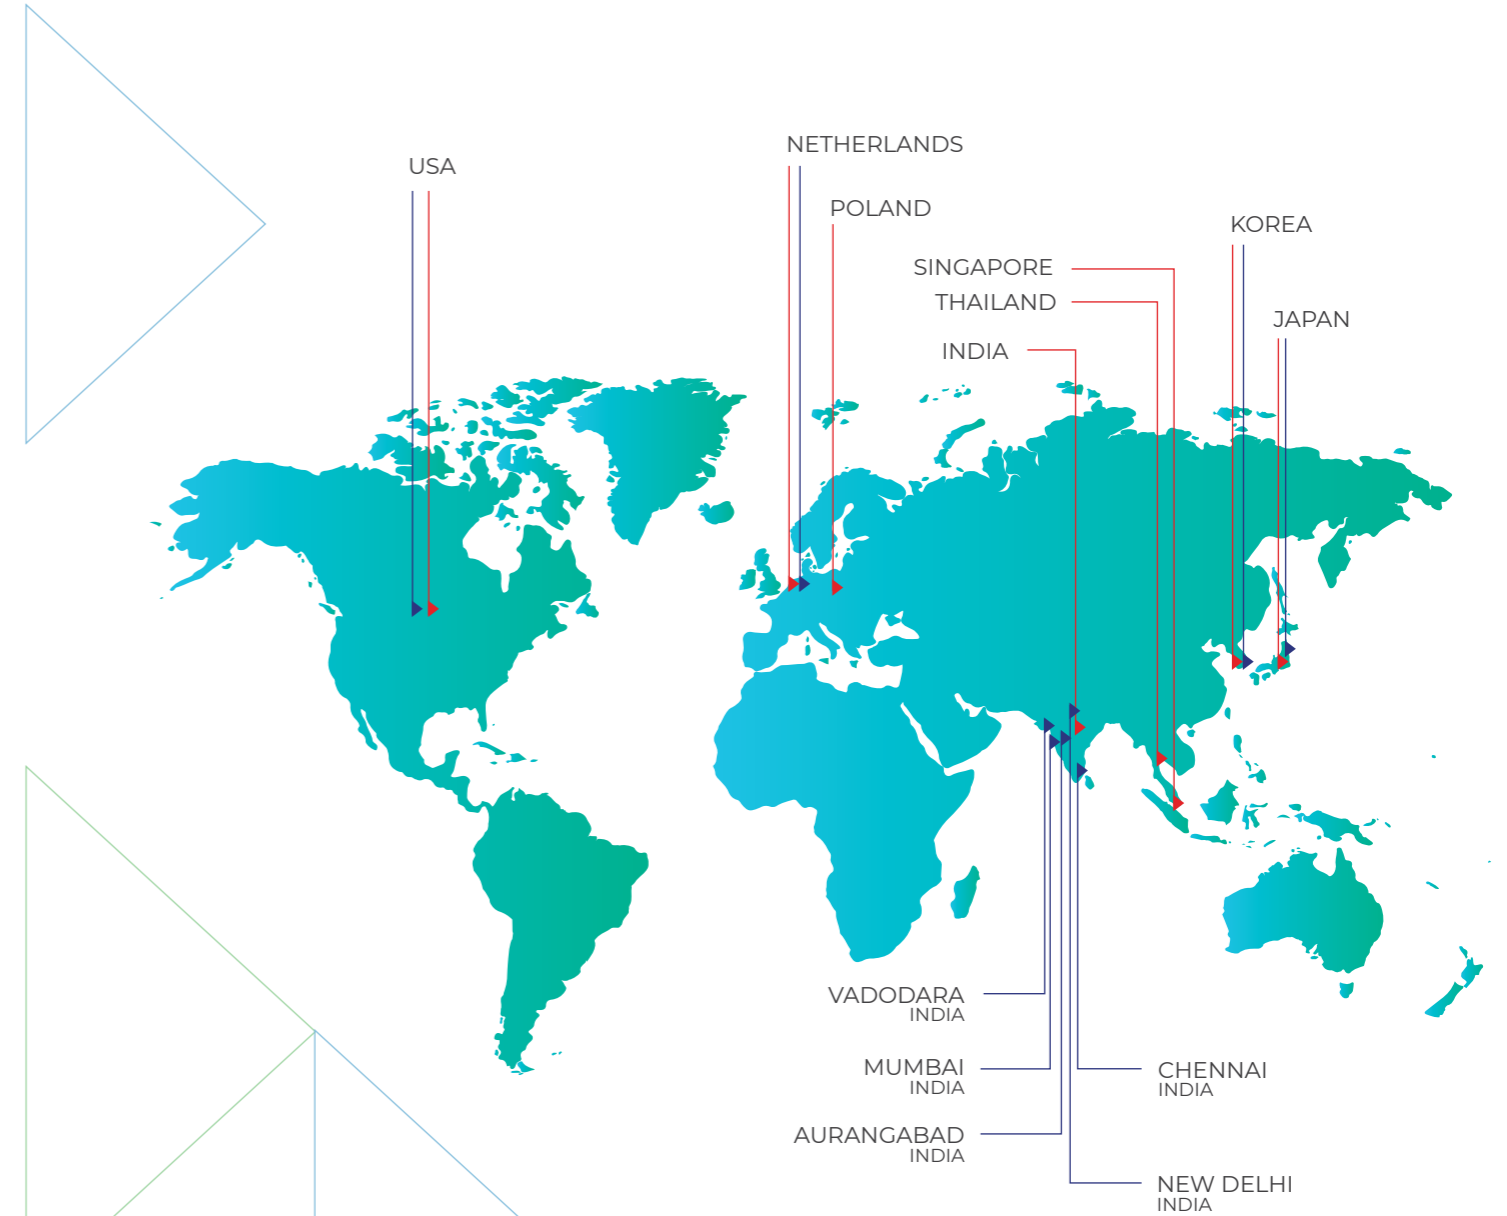 NETHERLANDS
USA
POLAND
KOREA
SINGAPORE
THAILAND
JAPAN
INDIA
VADODARA
INDIA
MUMBAI
INDIA
CHENNAI
INDIA
AURANGABAD
INDIA
NEW DELHI
INDIA